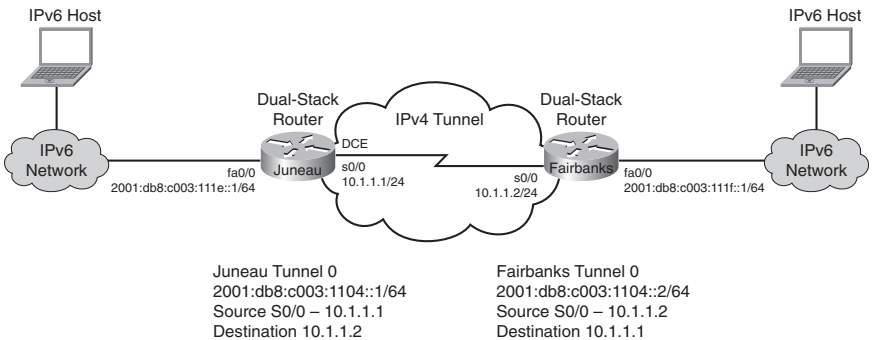 IPv6 Host
IPv6 Host
Dual-Stack
Router
IPv4 Tunnel
Dual-Stack
Router
IPv6
Network
fa0/0
2001:db8:c003:111e::1/64
Juneau
DCE
s0/0
10.1.1.1/24
s0/0
10.1.1.2/24
Fairbanks
fa0/0
2001:db8:c003:111f::1/64
IPv6
Network
Juneau Tunnel 0
2001:db8:c003:1104::1/64
Source S0/0 – 10.1.1.1
Destination 10.1.1.2
Fairbanks Tunnel 0
2001:db8:c003:1104::2/64
Source S0/0 – 10.1.1.2
Destination 10.1.1.1